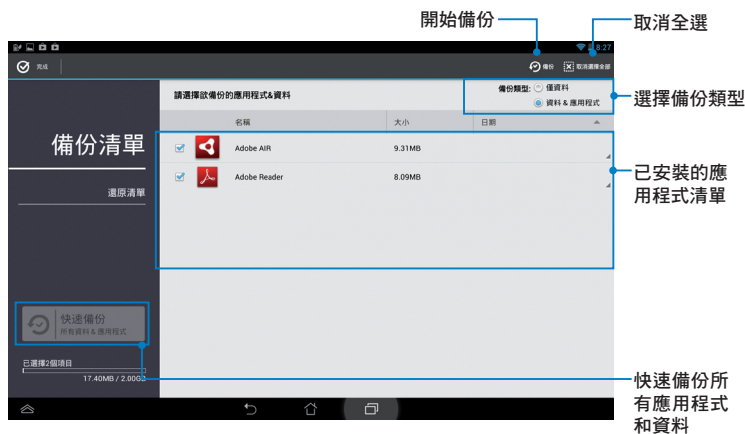 開始備份
取消全選
8:27
完成
備份
取消選擇全部
請選擇欲備份的應用程式&資料
備份類型:
僅資料
資料 & 應用程式
選擇備份類型
名稱
大小
日期
備份清單
還原清單
Adobe AIR
9.31MB
Adobe Reader
8.09MB
已安裝的應
用程式清單
快速備份
所有資料 & 應用程式
已選擇2個項目
17.40MB / 2.00GB
快速備份所
有應用程式
和資料